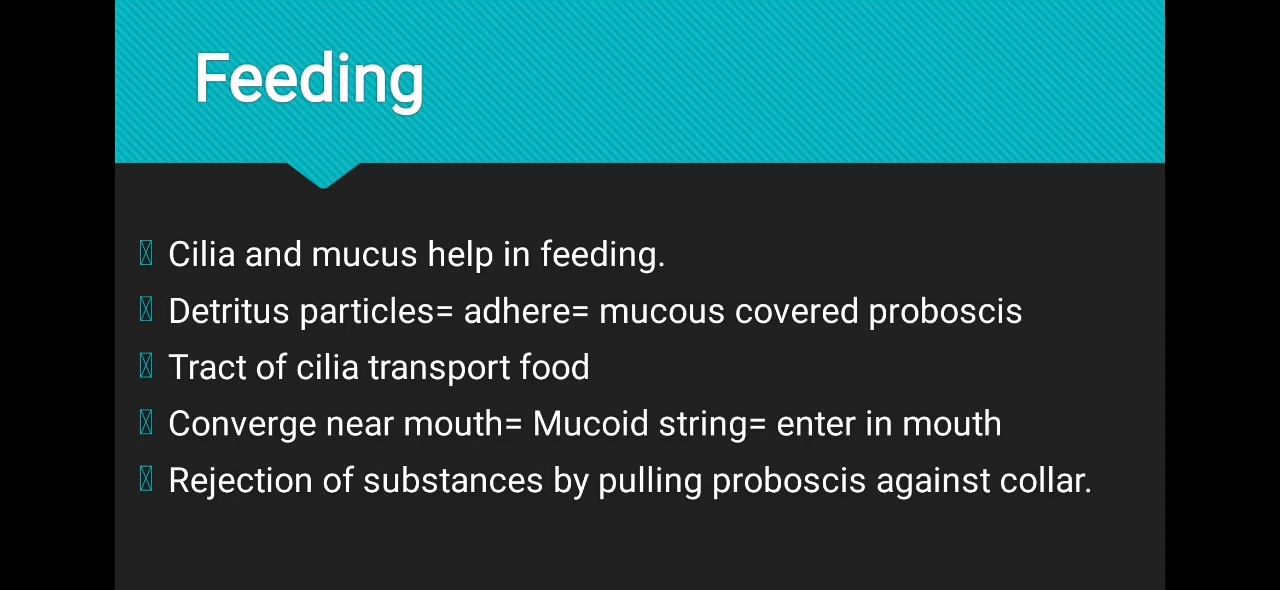 Feeding
Cilia and mucus help in feeding.
Detritus particles= adhere= mucous covered proboscis
Tract of cilia transport food
Converge near mouth= Mucoid string= enter in mouth
Rejection of substances by pulling proboscis against collar.